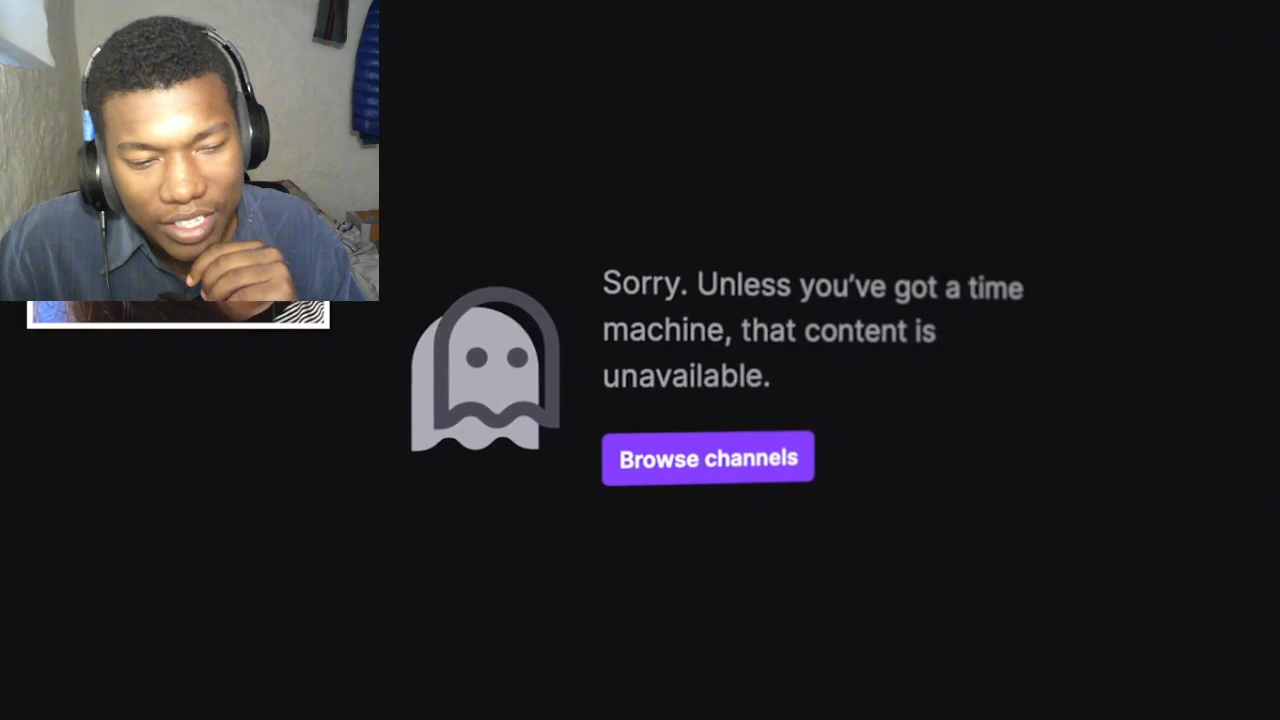 Sorry. Unless you’ve got a time
machine, that content is
unavailable.
Browse channels